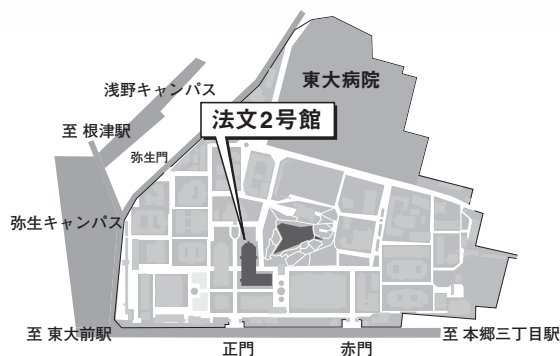 東大病院
浅野キャンパス
法文2号館
至 根津駅
弥生門
弥生キャンパス
至 東大前駅
正門
赤門
至 本郷三丁目駅